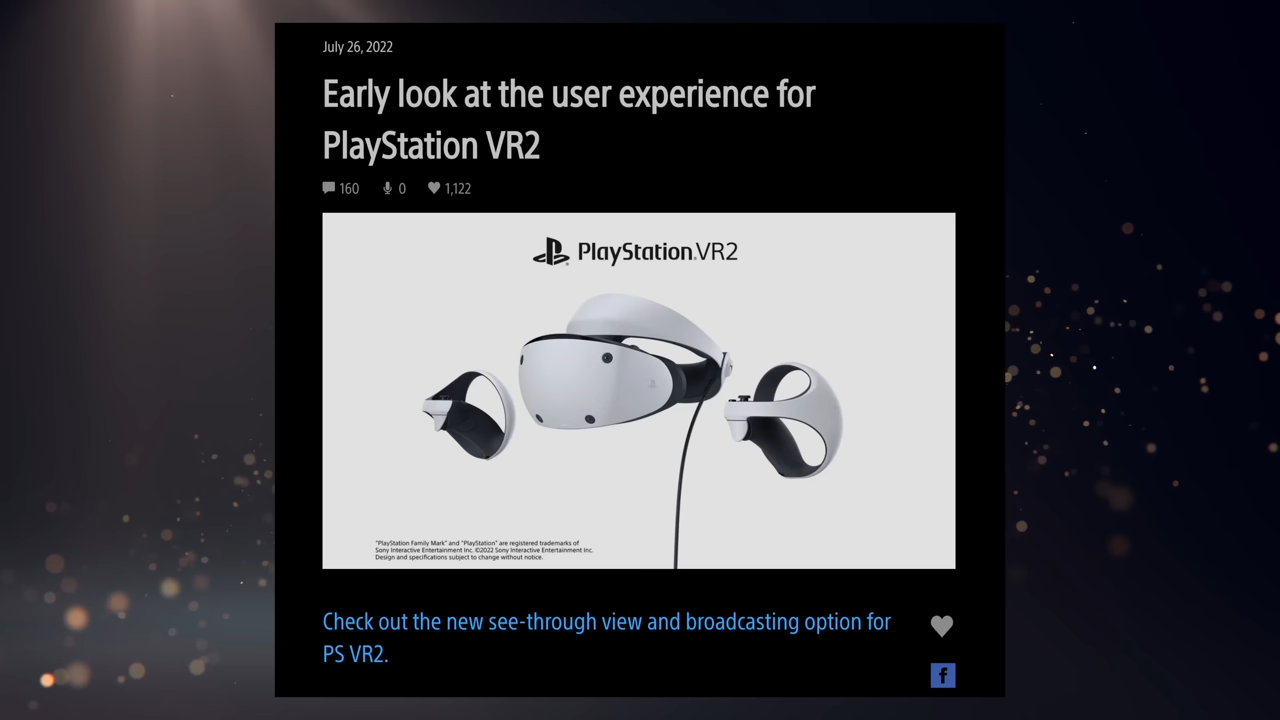 July 26, 2022
Early look at the user experience for
PlayStation VR2
160 0 1,122
PlayStation®VR2
"PlayStation Family Mark" and "PlayStation" are registered trademarks of
Sony Interactive Entertainment Inc. ©2022 Sony Interactive Entertainment Inc.
Design and specifications subject to change without notice.
Check out the new see-through view and broadcasting option for
PS VR2.
f